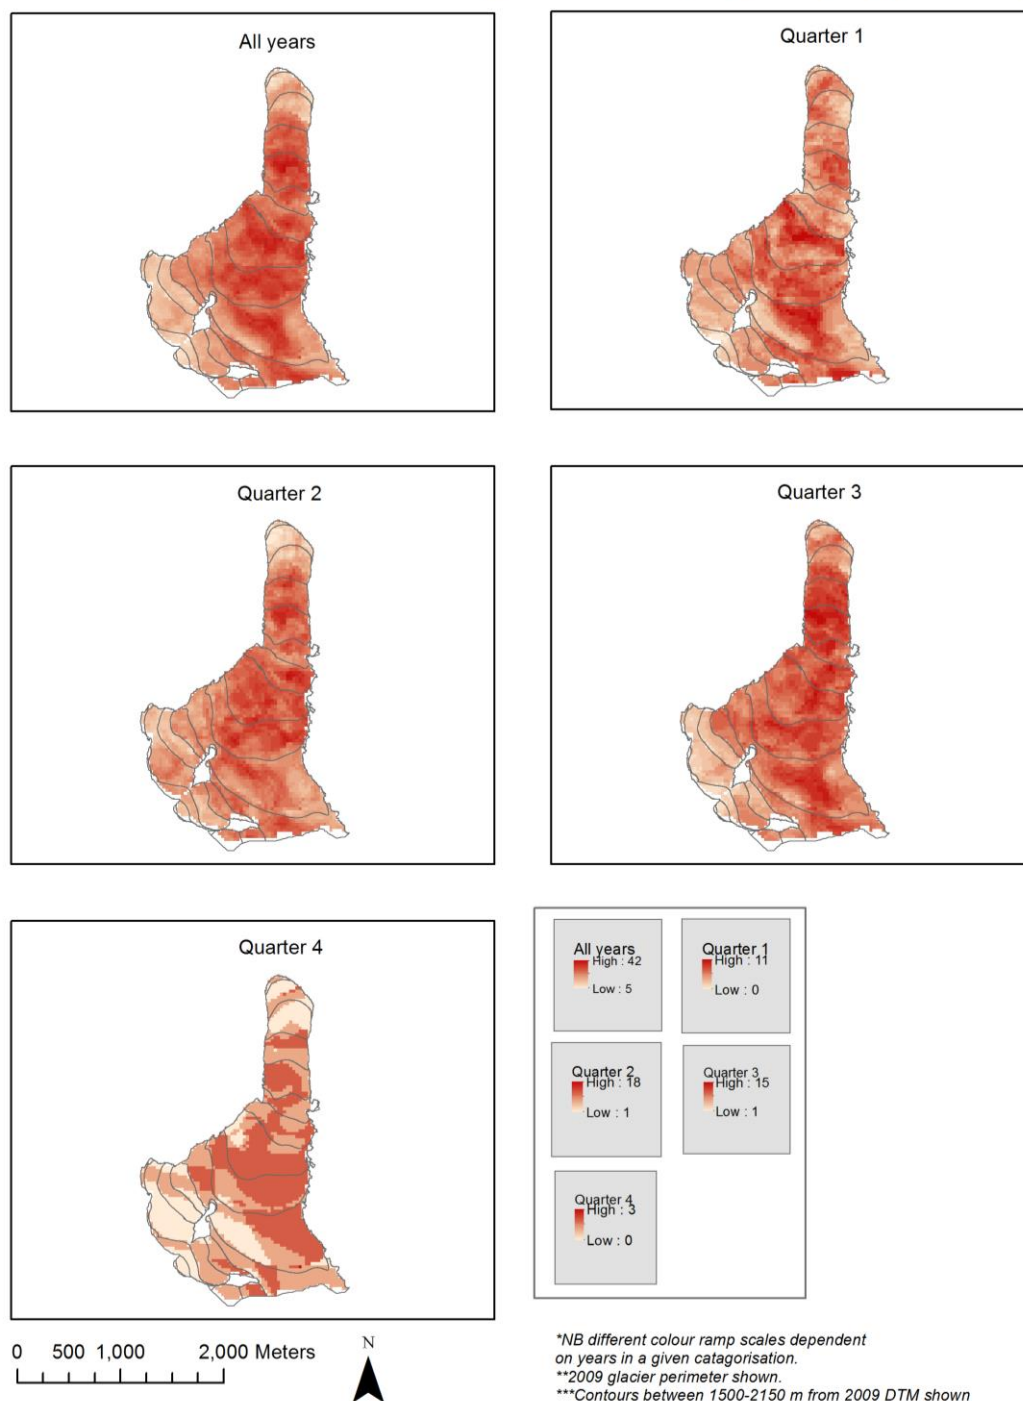 All years
Quarter 1
Quarter 2
Quarter 3
Quarter 4
All years
High : 42
Low : 5
Quarter 1
High : 11
Low : 0
Quarter 2
High : 18
Low : 1
Quarter 3
High : 15
Low : 1
Quarter 4
High : 3
Low : 0
0 500 1,000 2,000 Meters
N
*NB different colour ramp scales dependent
on years in a given catagorisation.
**2009 glacier perimeter shown.
***Contours between 1500-2150 m from 2009 DTM shown